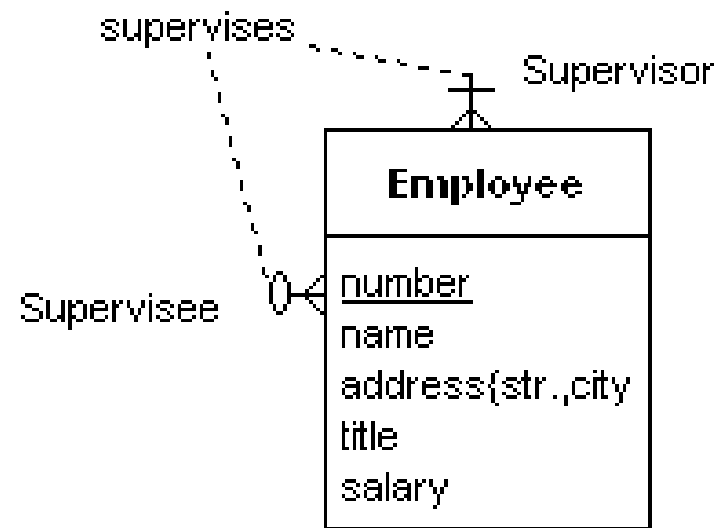 supervises
Supervisor
Employee
Supervisee
number
name
address{str.,city
title
salary